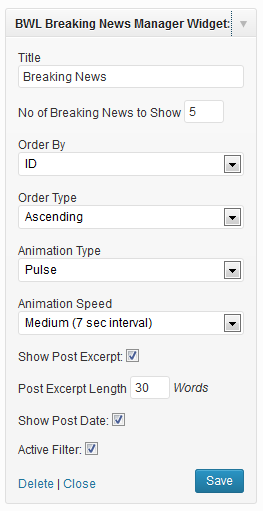 BWL Breaking News Manager Widget:
Title
Breaking News
No of Breaking News to Show 5
Order By
ID
Order Type
Ascending
Animation Type
Pulse
Animation Speed
Medium (7 sec interval)
Show Post Excerpt:
Post Excerpt Length 30 Words
Show Post Date:
Active Filter:
Delete | Close Save